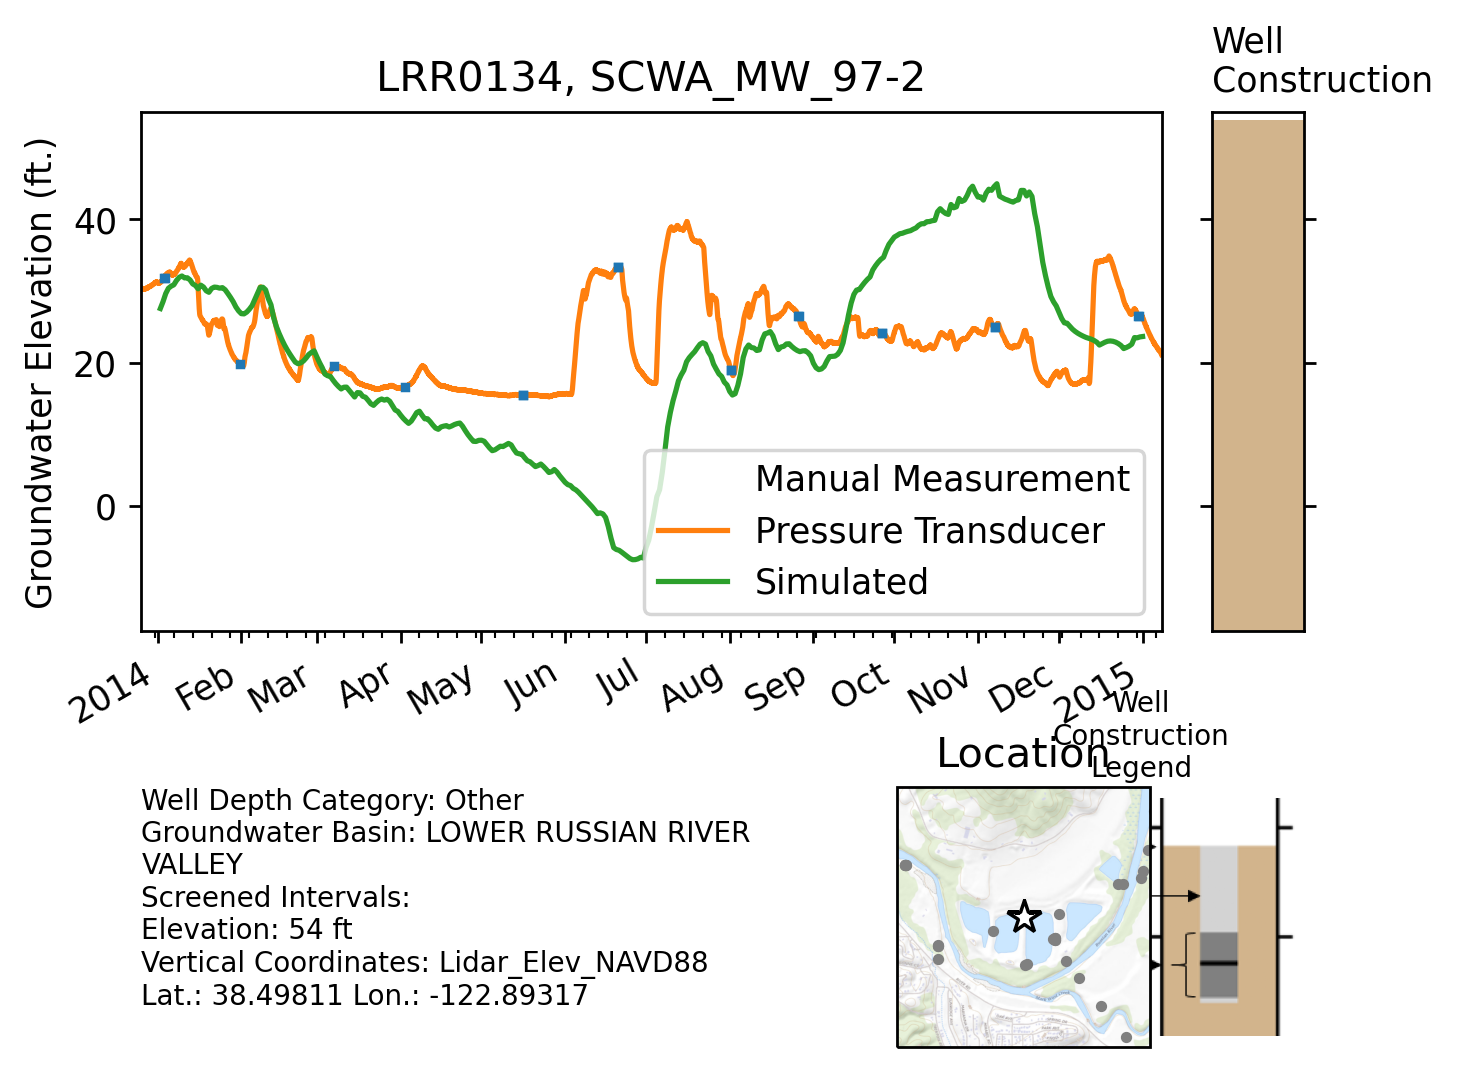 Well
Construction
LRR0134, SCWA_MW_97-2
Groundwater Elevation (ft.)
40
20
0
Manual Measurement
Pressure Transducer
Simulated
2014 Feb Mar Apr May Jun Jul Aug Sep Oct Nov Dec 2015
Well
Construction
Legend
Location
Well Depth Category: Other
Groundwater Basin: LOWER RUSSIAN RIVER
VALLEY
Screened Intervals:
Elevation: 54 ft
Vertical Coordinates: Lidar_Elev_NAVD88
Lat.: 38.49811 Lon.: -122.89317